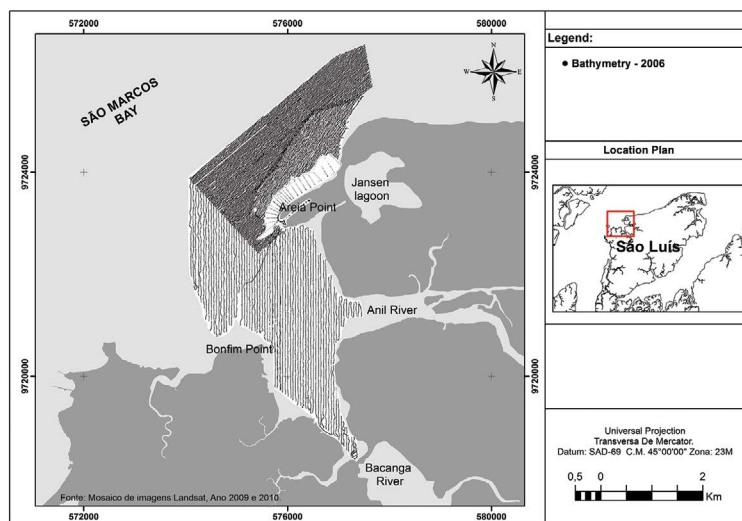 572000
576000
580000
N
W
E
S
SÃO MARCOS
BAY
9724000
9724000
Jansen
lagoon
Areia Point
Anil River
Bonfim Point
9720000
9720000
Bacanga
River
Fonte: Mosaico de imagens Landsat, Ano 2009 e 2010.
572000
576000
580000
Legend:
Bathymetry - 2006
Location Plan
São Luís
Universal Projection
Transversa De Mercator.
Datum: SAD-69 C.M. 45°00'00" Zona: 23M
0,5 0 2
Km